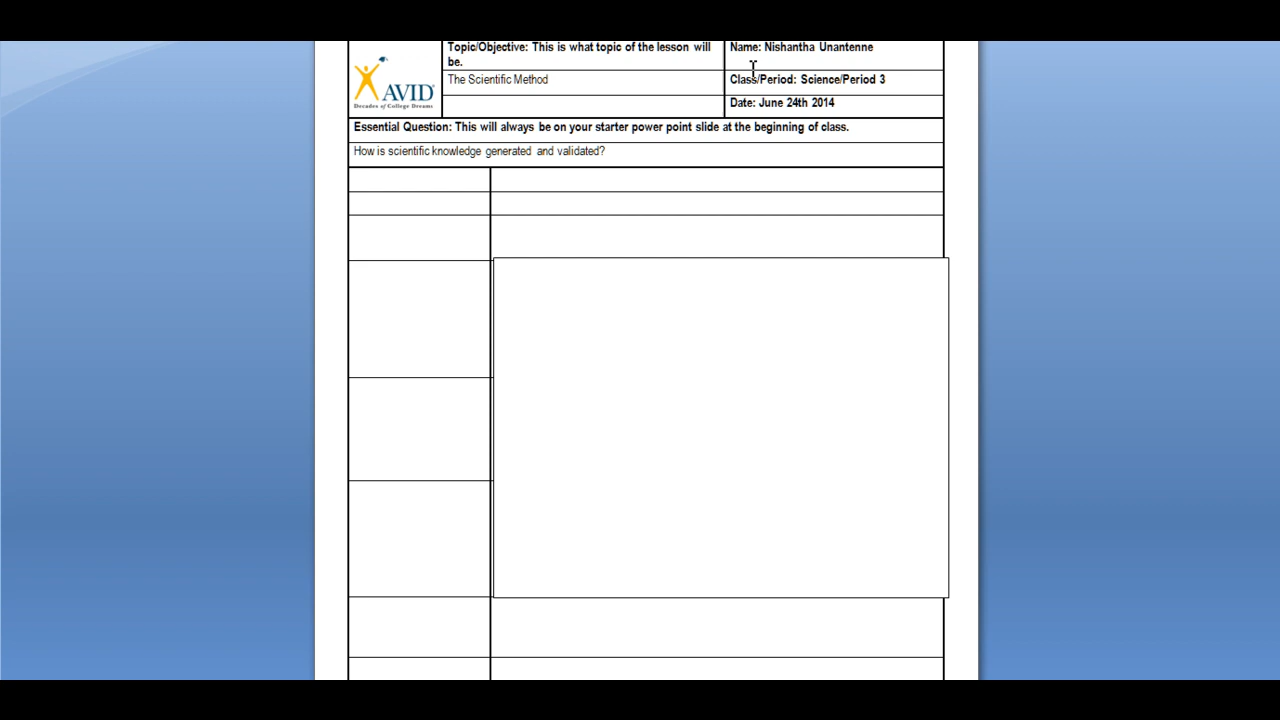 Topic/Objective: This is what topic of the lesson will
be.
Name: Nishantha Unantenne
The Scientific Method
Class/Period: Science/Period 3
AVID
Decades of College Dreams
Date: June 24th 2014
Essential Question: This will always be on your starter power point slide at the beginning of class.
How is scientific knowledge generated and validated?